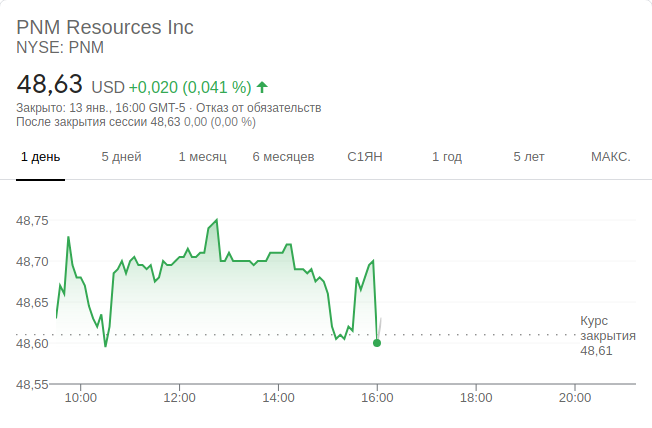 PNM Resources Inc
NYSE: PNM
48,63 USD +0,020 (0,041 %)
Закрыто: 13 янв., 16:00 GMT-5 · Отказ от обязательств
После закрытия сессии 48,63 0,00 (0,00 %)
1 день 5 дней 1 месяц 6 месяцев С1ЯН 1 год 5 лет МАКС.
48,75
48,70
48,65
48,60
48,55
Курс
закрытия
48,61
10:00 12:00 14:00 16:00 18:00 20:00